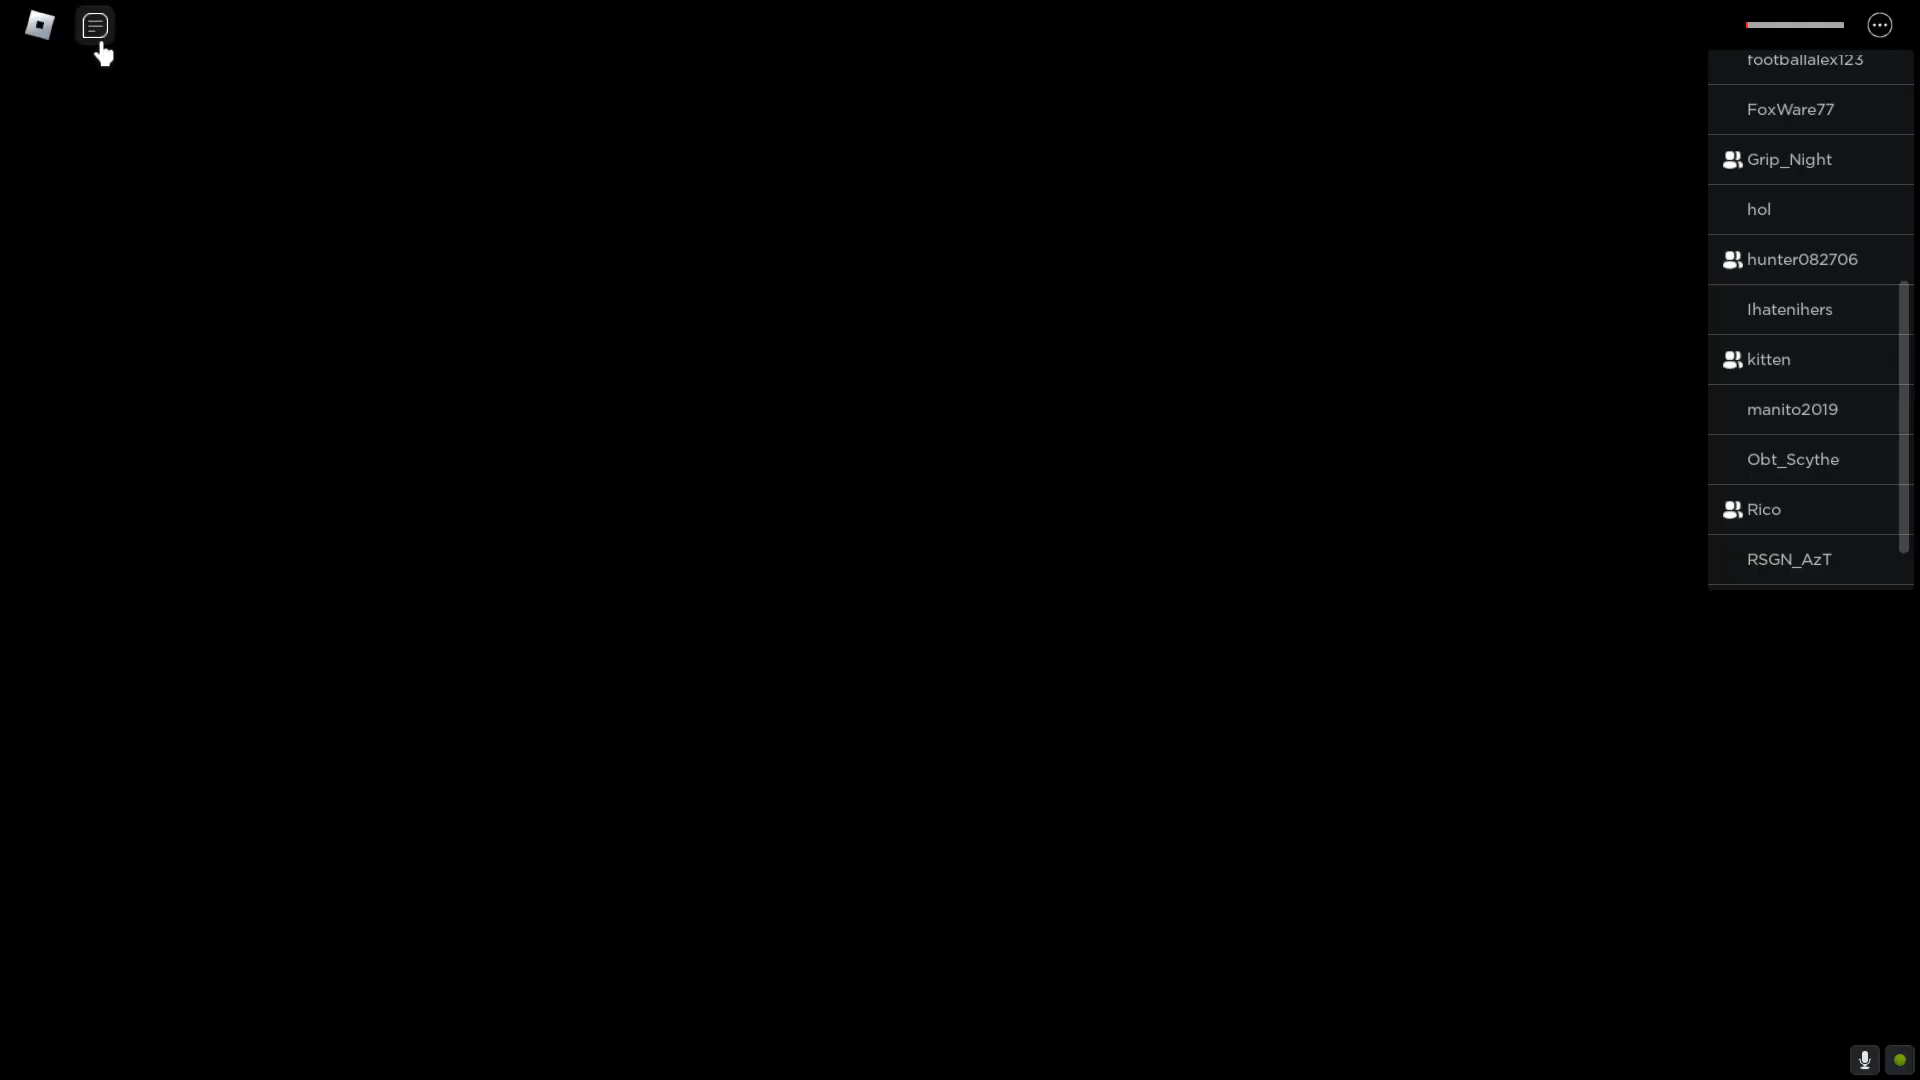 footballalex123
FoxWare77
Grip_Night
hol
hunter082706
Ihatenihers
kitten
manito2019
Obt_Scythe
Rico
RSGN_AzT